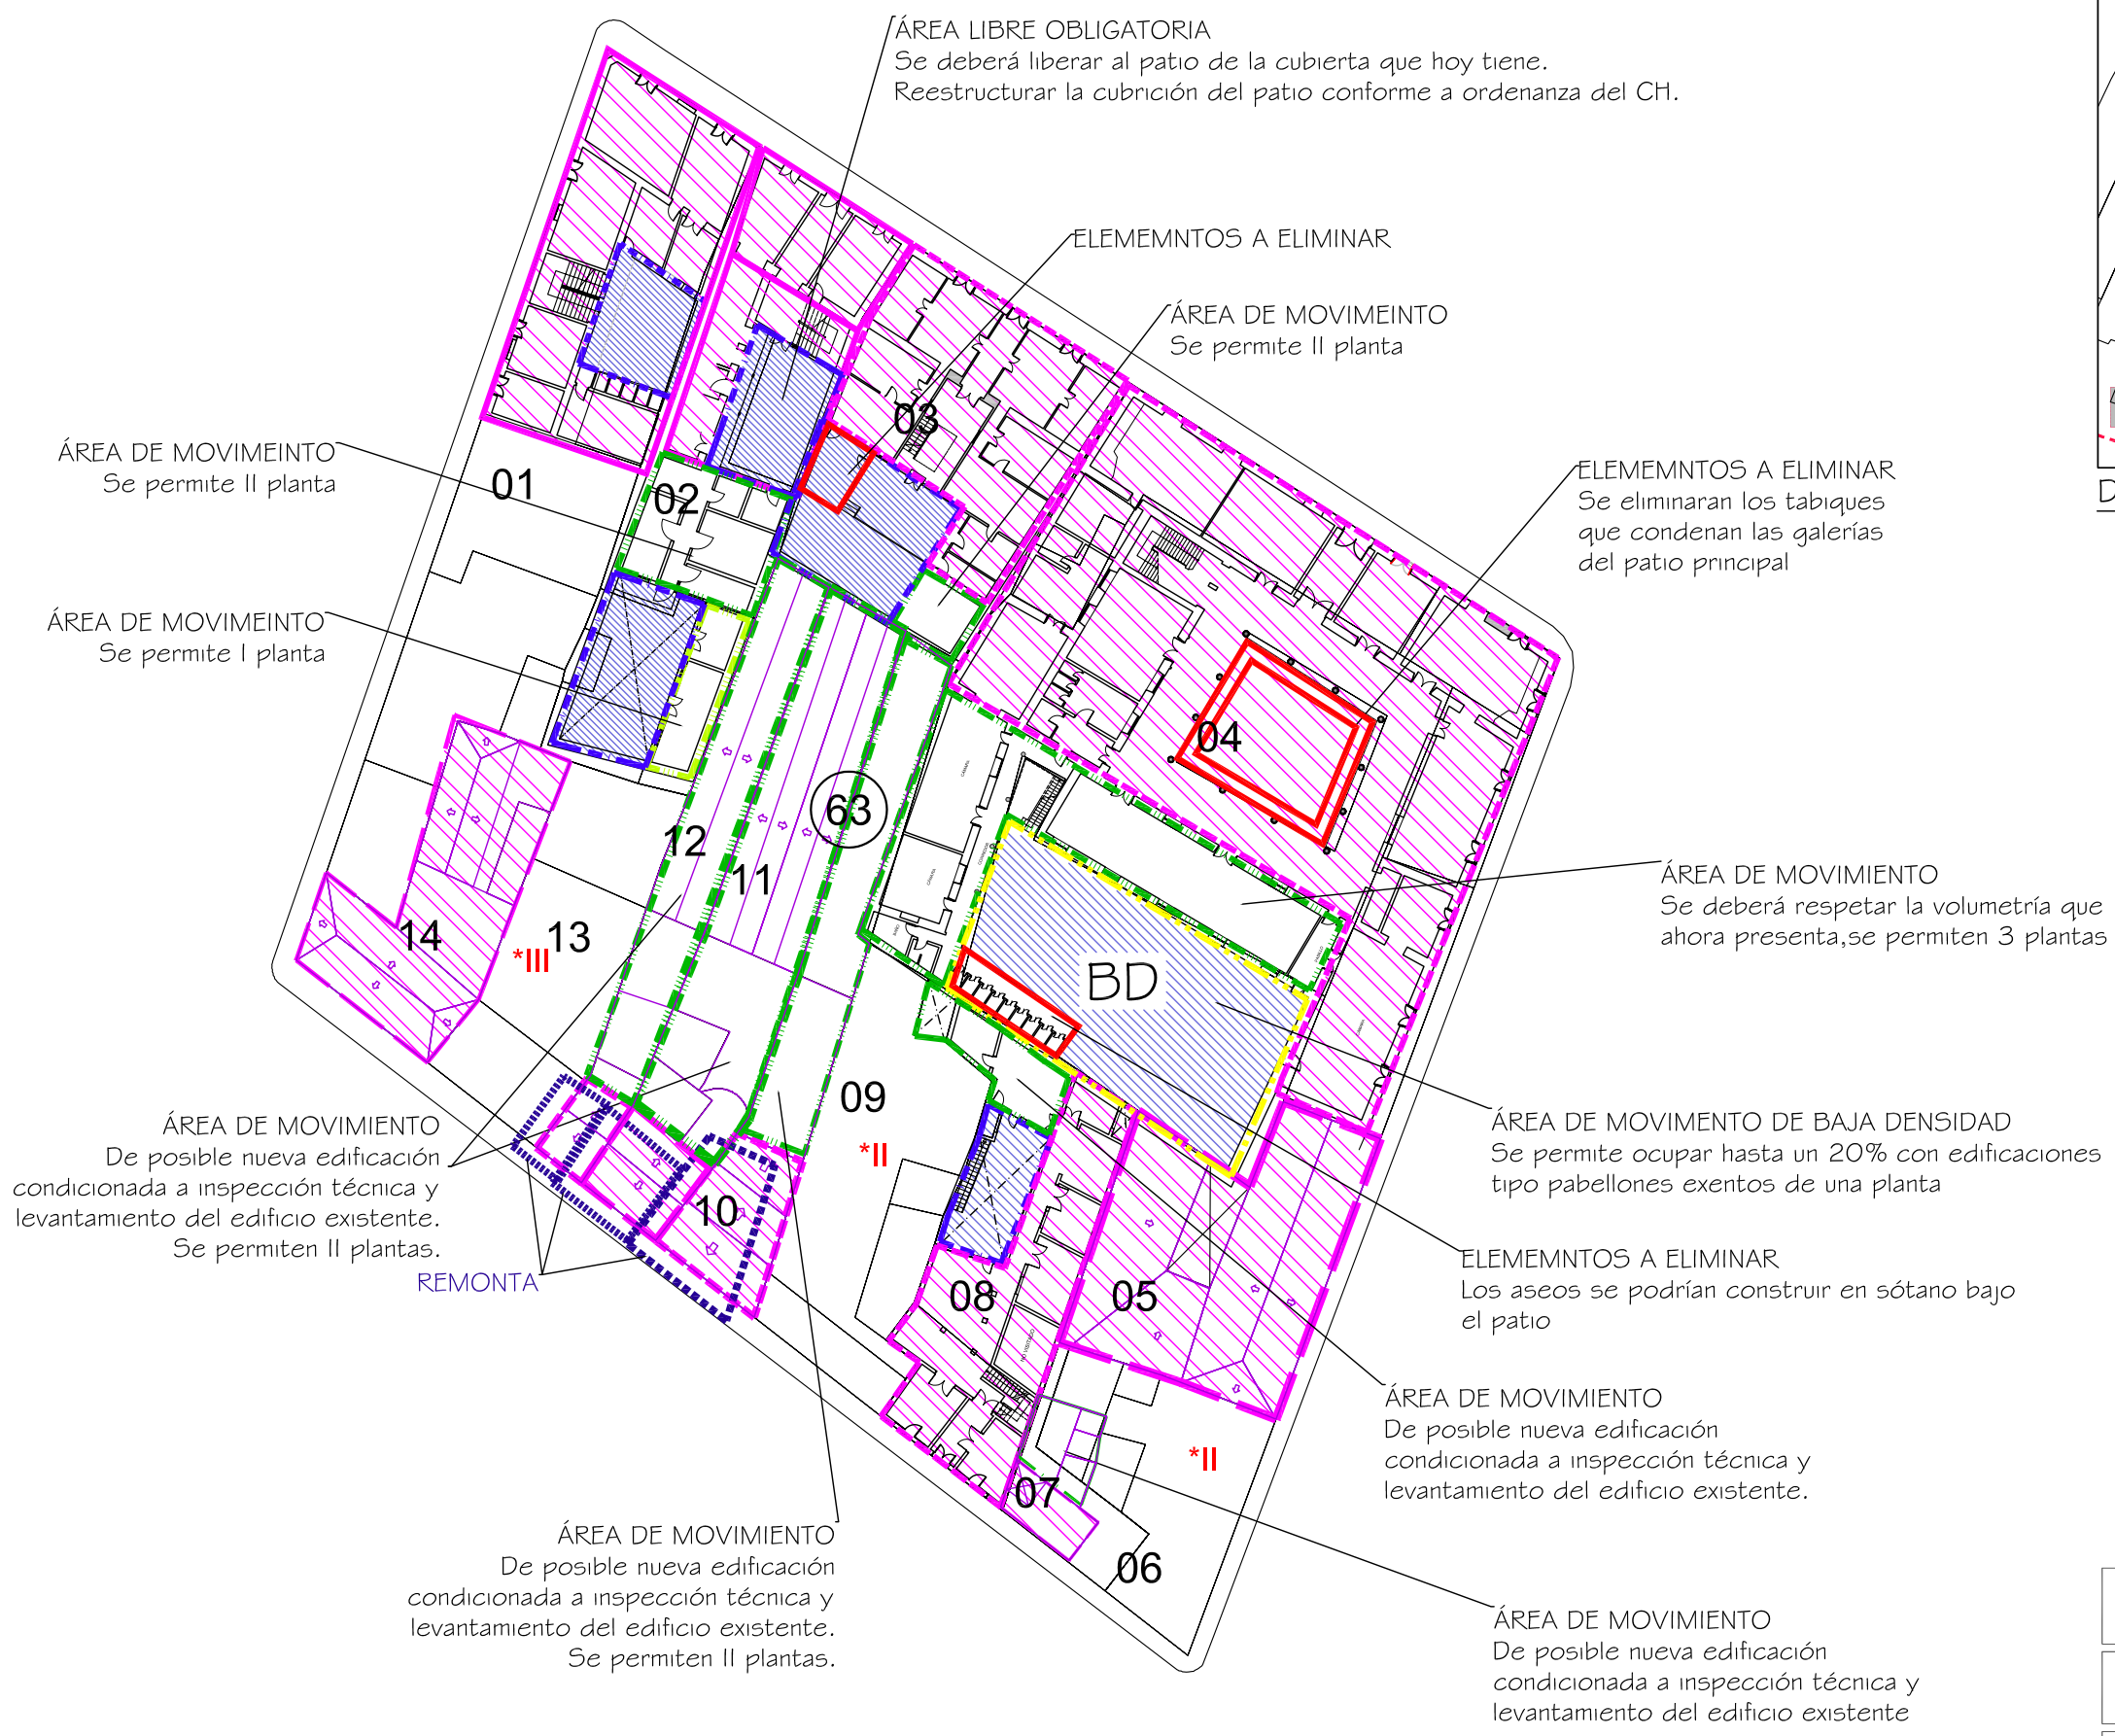 ÁREA LIBRE OBLIGATORIA
Se deberá liberar al patio de la cubierta que hoy tiene.
Reestructurar la cubrición del patio conforme a ordenanza del CH.
ELEMEMNTOS A ELIMINAR
ÁREA DE MOVIMEINTO
Se permite II planta
ÁREA DE MOVIMEINTO
Se permite II planta
ELEMEMNTOS A ELIMINAR
Se eliminaran los tabiques
que condenan las galerías
del patio principal
ÁREA DE MOVIMEINTO
Se permite I planta
01
02
03
04
63
12
11
14
*III
13
BD
ÁREA DE MOVIMIENTO
Se deberá respetar la volumetría que
ahora presenta,se permiten 3 plantas
09
*II
10
08
05
07
*II
06
ÁREA DE MOVIMIENTO
De posible nueva edificación
condicionada a inspección técnica y
levantamiento del edificio existente.
Se permiten II plantas.
REMONTA
ÁREA DE MOVIMENTO DE BAJA DENSIDAD
Se permite ocupar hasta un 20% con edificaciones
tipo pabellones exentos de una planta
ELEMEMNTOS A ELIMINAR
Los aseos se podrían construir en sótano bajo
el patio
ÁREA DE MOVIMIENTO
De posible nueva edificación
condicionada a inspección técnica y
levantamiento del edificio existente.
ÁREA DE MOVIMIENTO
De posible nueva edificación
condicionada a inspección técnica y
levantamiento del edificio existente.
Se permiten II plantas.
ÁREA DE MOVIMIENTO
De posible nueva edificación
condicionada a inspección técnica y
levantamiento del edificio existente